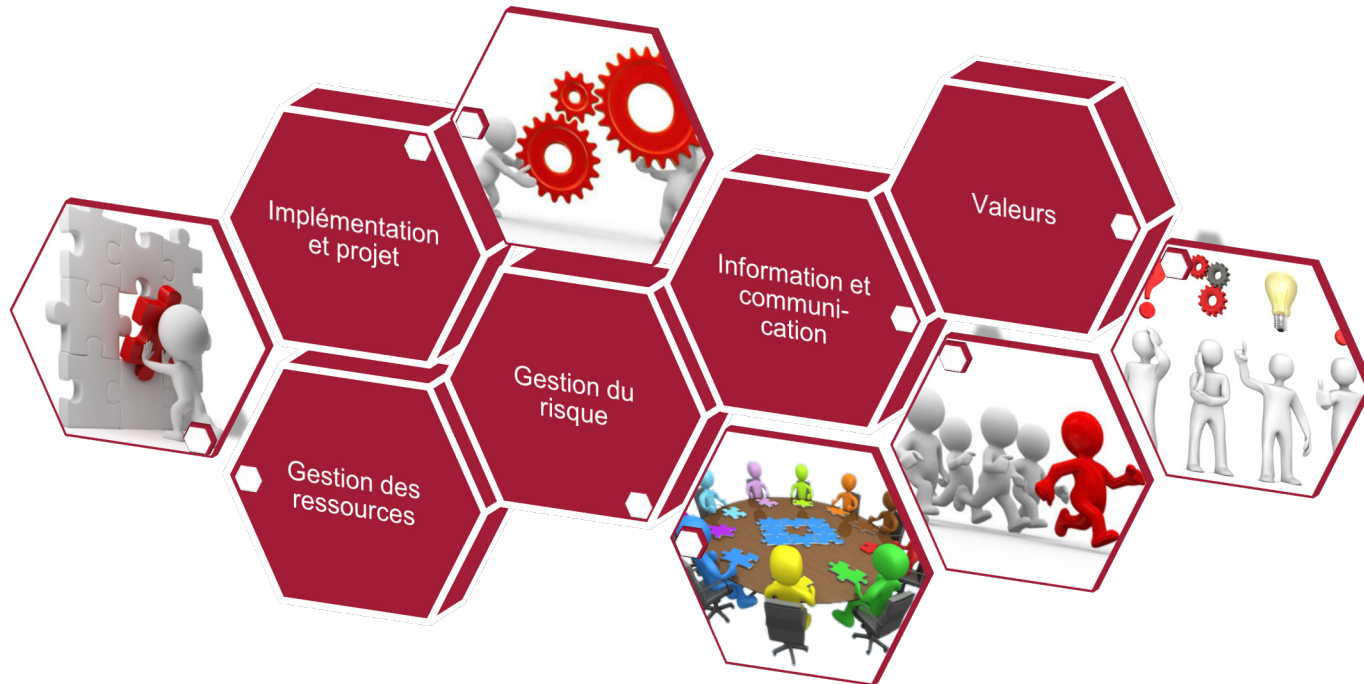 Implémentation
et projet
Gestion des
ressources
Gestion du
risque
Information et
communi-
cation
Valeurs